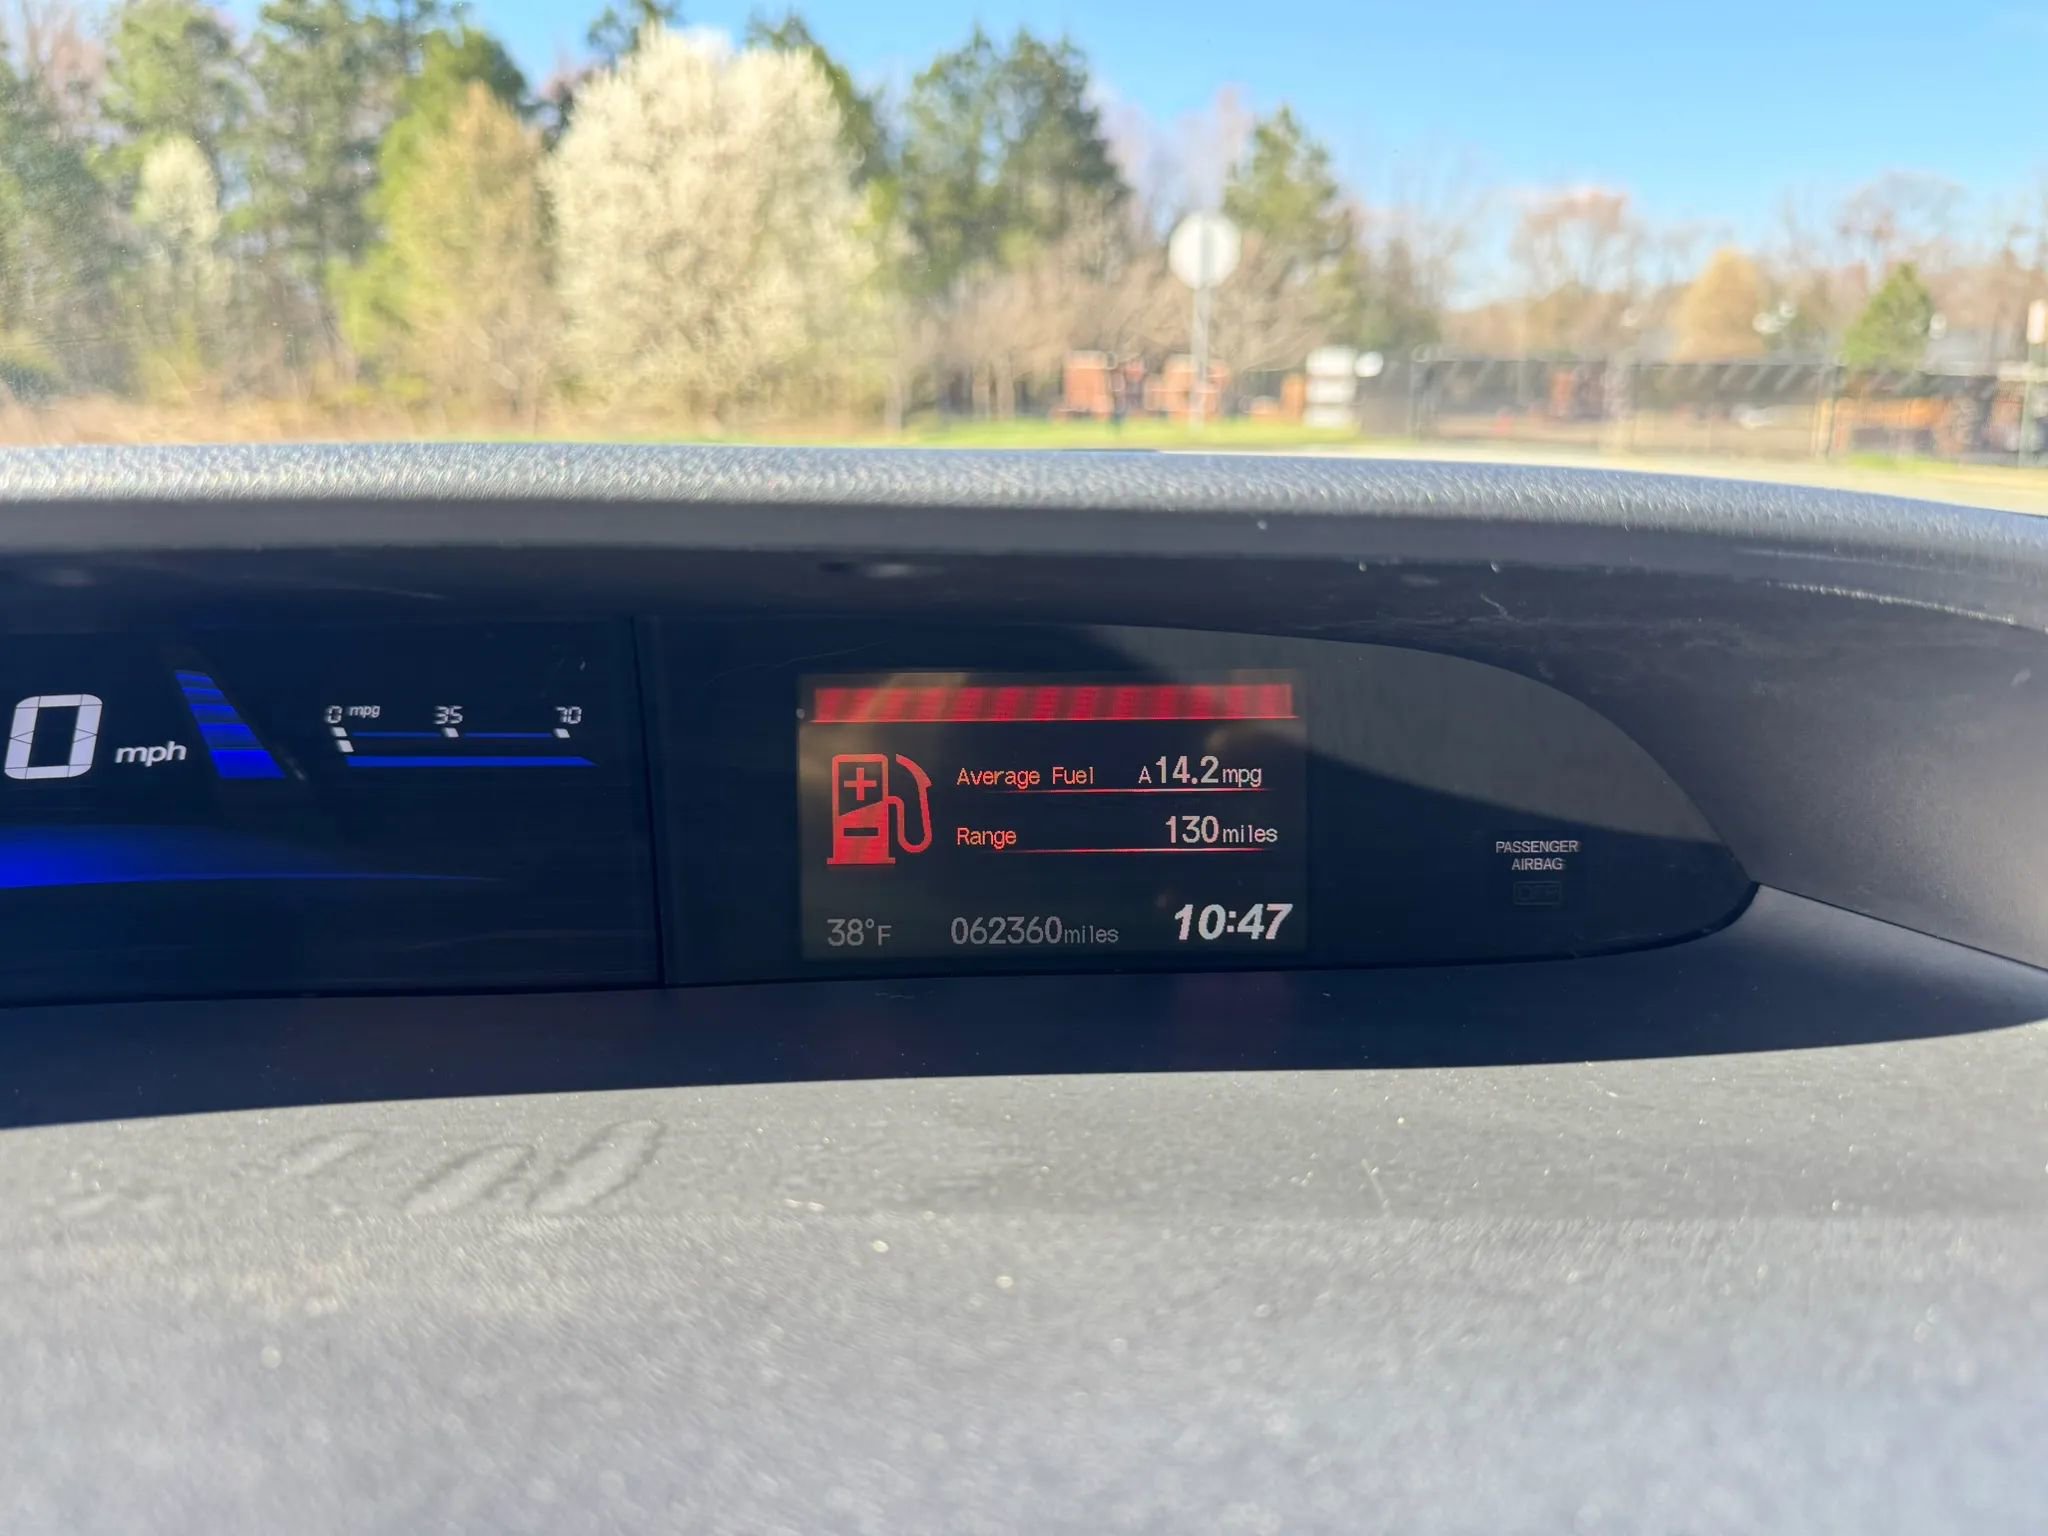 0 mph
0 mpg 35 70
Average Fuel A 14.2 mpg
Range 130 miles
38°F 062360 miles 10:47
PASSENGER
AIRBAG
OFF